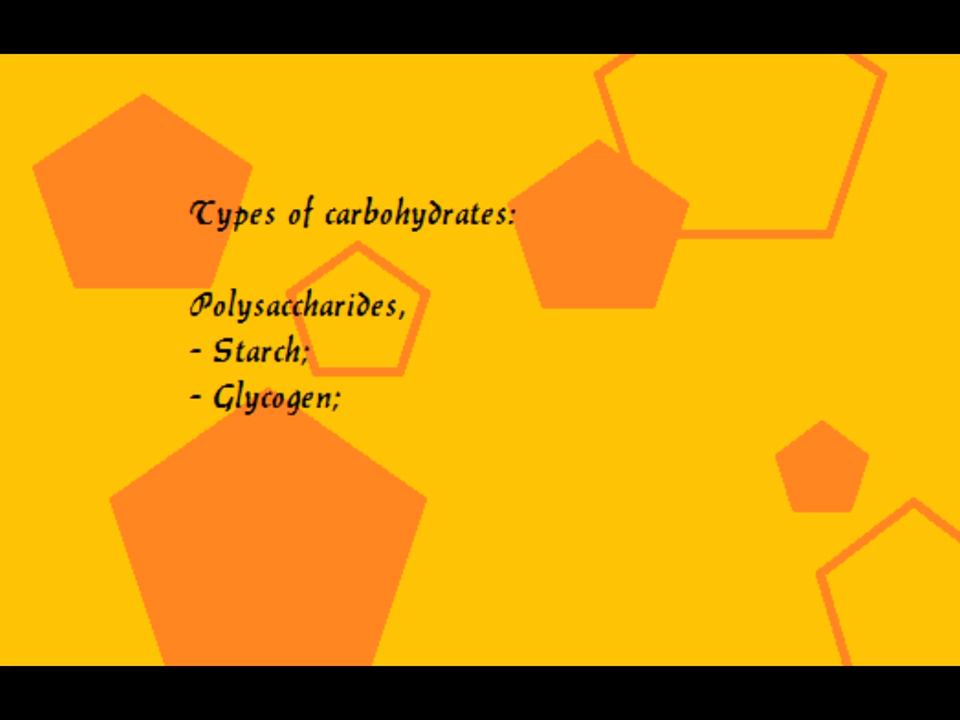 Types of carbohydrates:
Polysaccharides,
- Starch;
- Glycogen;